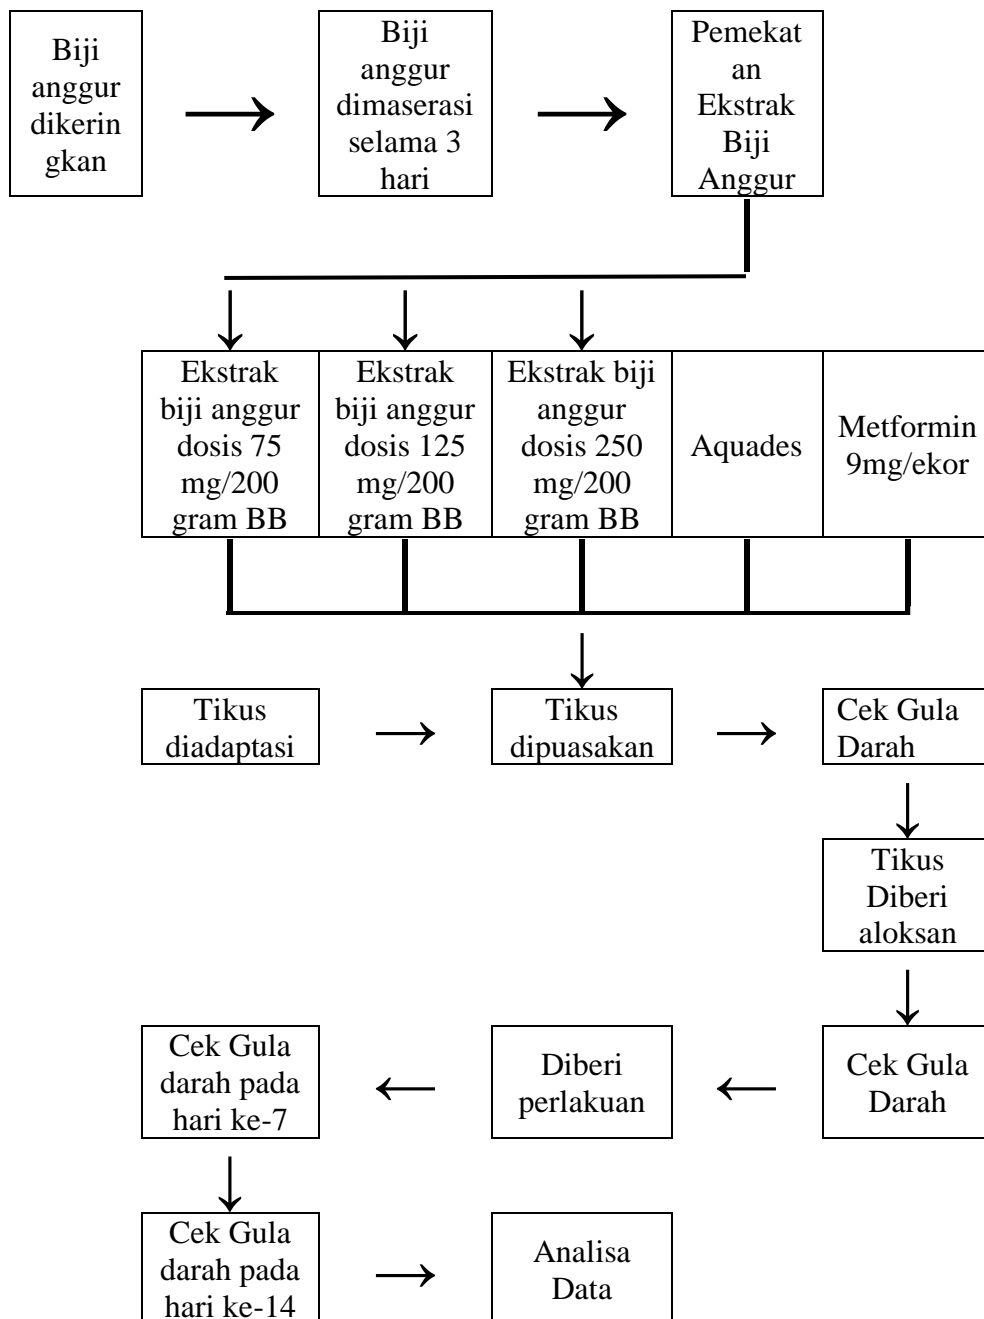 Biji
anggur
dikerin
gkan
Biji
anggur
dimaserasi
selama 3
hari
Pemekat
an
Ekstrak
Biji
Anggur
Ekstrak
biji anggur
dosis 75
mg/200
gram BB
Ekstrak
biji anggur
dosis 125
mg/200
gram BB
Ekstrak biji
anggur
dosis 250
mg/200
gram BB
Aquades
Metformin
9mg/ekor
Tikus
diadaptasi
Tikus
dipuasakan
Cek Gula
Darah
Tikus
Diberi
aloksan
Cek Gula
darah pada
hari ke-7
Diberi
perlakuan
Cek Gula
Darah
Cek Gula
darah pada
hari ke-14
Analisa
Data